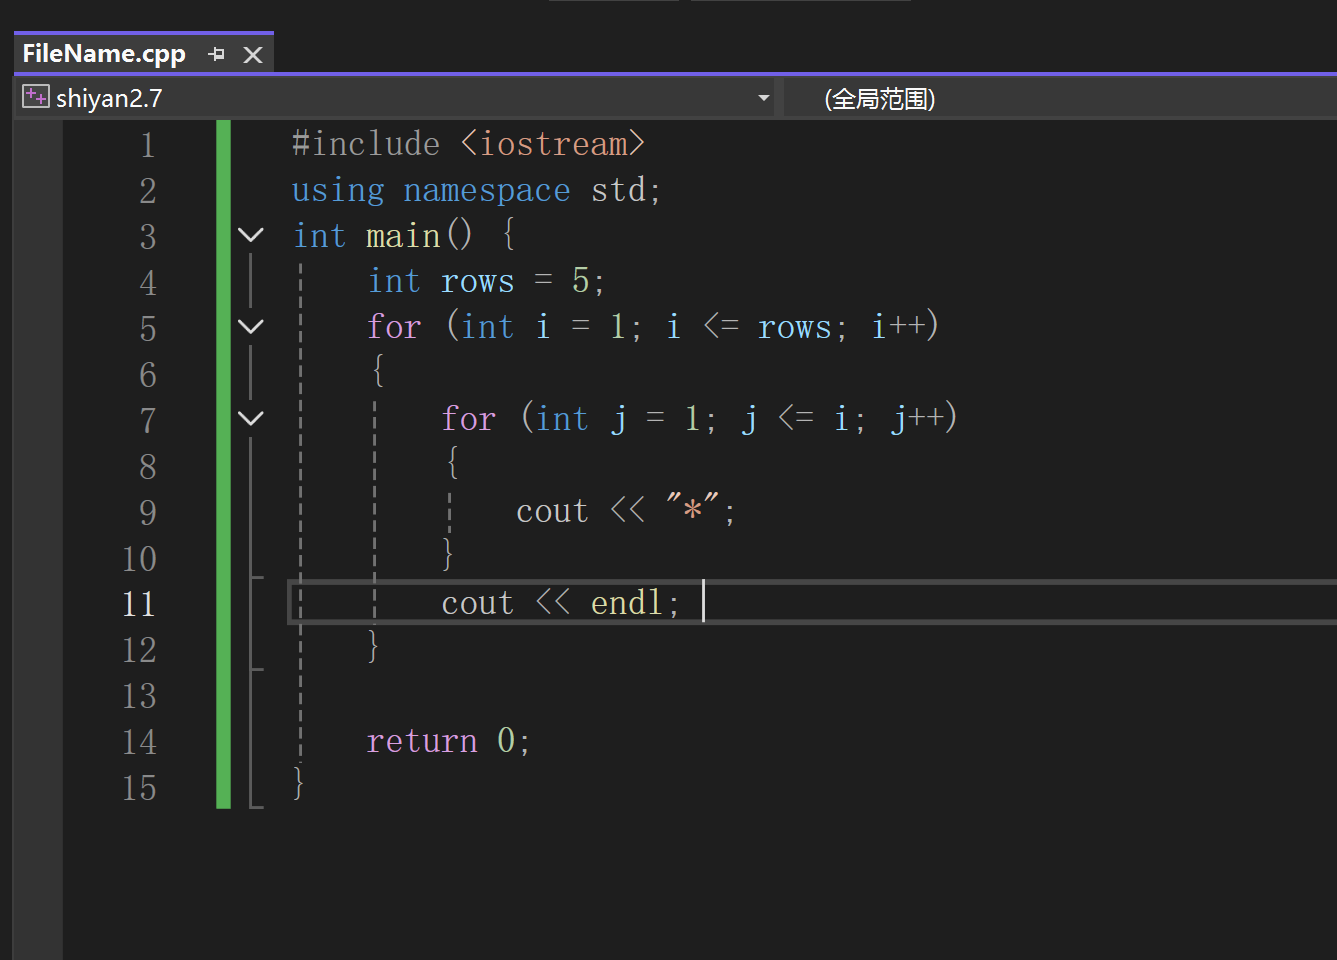 FileName.cpp
shiyan2.7 (全局范围)
1 #include <iostream>
2 using namespace std;
3 int main() {
4 int rows = 5;
5 for (int i = 1; i <= rows; i++)
6 {
7 for (int j = 1; j <= i; j++)
8 {
9 cout << "*";
10 }
11 cout << endl;
12 }
13
14 return 0;
15 }